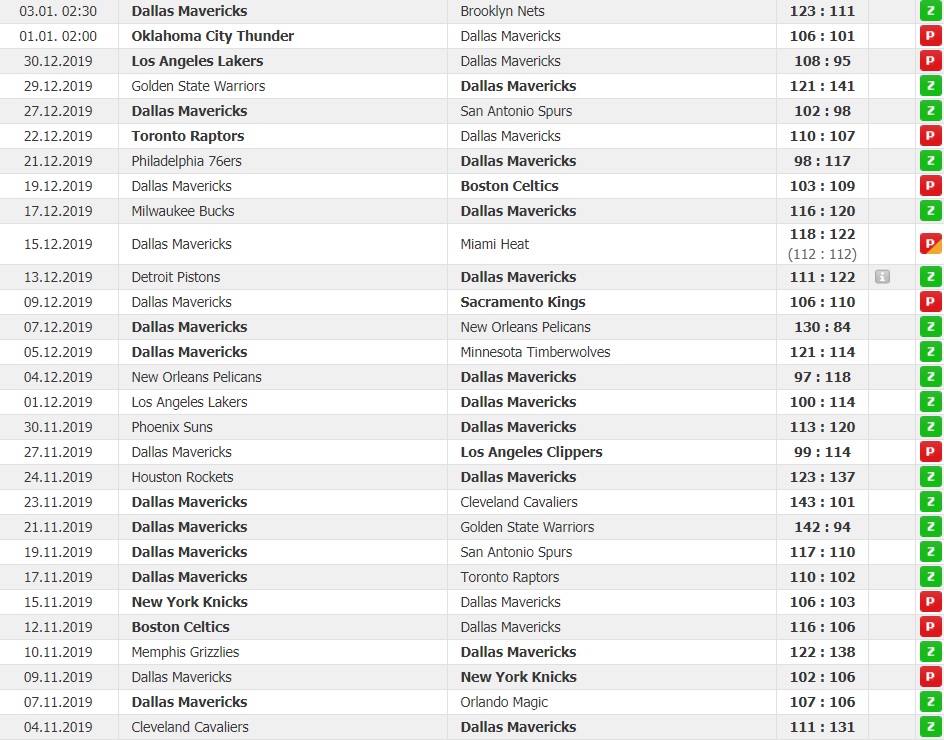 03.01. 02:30 Dallas Mavericks Brooklyn Nets 123 : 111 Z
01.01. 02:00 Oklahoma City Thunder Dallas Mavericks 106 : 101 P
30.12.2019 Los Angeles Lakers Dallas Mavericks 108 : 95 P
29.12.2019 Golden State Warriors Dallas Mavericks 121 : 141 Z
27.12.2019 Dallas Mavericks San Antonio Spurs 102 : 98 Z
22.12.2019 Toronto Raptors Dallas Mavericks 110 : 107 P
21.12.2019 Philadelphia 76ers Dallas Mavericks 98 : 117 Z
19.12.2019 Dallas Mavericks Boston Celtics 103 : 109 P
17.12.2019 Milwaukee Bucks Dallas Mavericks 116 : 120 Z
15.12.2019 Dallas Mavericks Miami Heat 118 : 122 P
(112 : 112)
13.12.2019 Detroit Pistons Dallas Mavericks 111 : 122 i Z
09.12.2019 Dallas Mavericks Sacramento Kings 106 : 110 P
07.12.2019 Dallas Mavericks New Orleans Pelicans 130 : 84 Z
05.12.2019 Dallas Mavericks Minnesota Timberwolves 121 : 114 Z
04.12.2019 New Orleans Pelicans Dallas Mavericks 97 : 118 Z
01.12.2019 Los Angeles Lakers Dallas Mavericks 100 : 114 Z
30.11.2019 Phoenix Suns Dallas Mavericks 113 : 120 Z
27.11.2019 Dallas Mavericks Los Angeles Clippers 99 : 114 P
24.11.2019 Houston Rockets Dallas Mavericks 123 : 137 Z
23.11.2019 Dallas Mavericks Cleveland Cavaliers 143 : 101 Z
21.11.2019 Dallas Mavericks Golden State Warriors 142 : 94 Z
19.11.2019 Dallas Mavericks San Antonio Spurs 117 : 110 Z
17.11.2019 Dallas Mavericks Toronto Raptors 110 : 102 Z
15.11.2019 New York Knicks Dallas Mavericks 106 : 103 P
12.11.2019 Boston Celtics Dallas Mavericks 116 : 106 P
10.11.2019 Memphis Grizzlies Dallas Mavericks 122 : 138 Z
09.11.2019 Dallas Mavericks New York Knicks 102 : 106 P
07.11.2019 Dallas Mavericks Orlando Magic 107 : 106 Z
04.11.2019 Cleveland Cavaliers Dallas Mavericks 111 : 131 Z